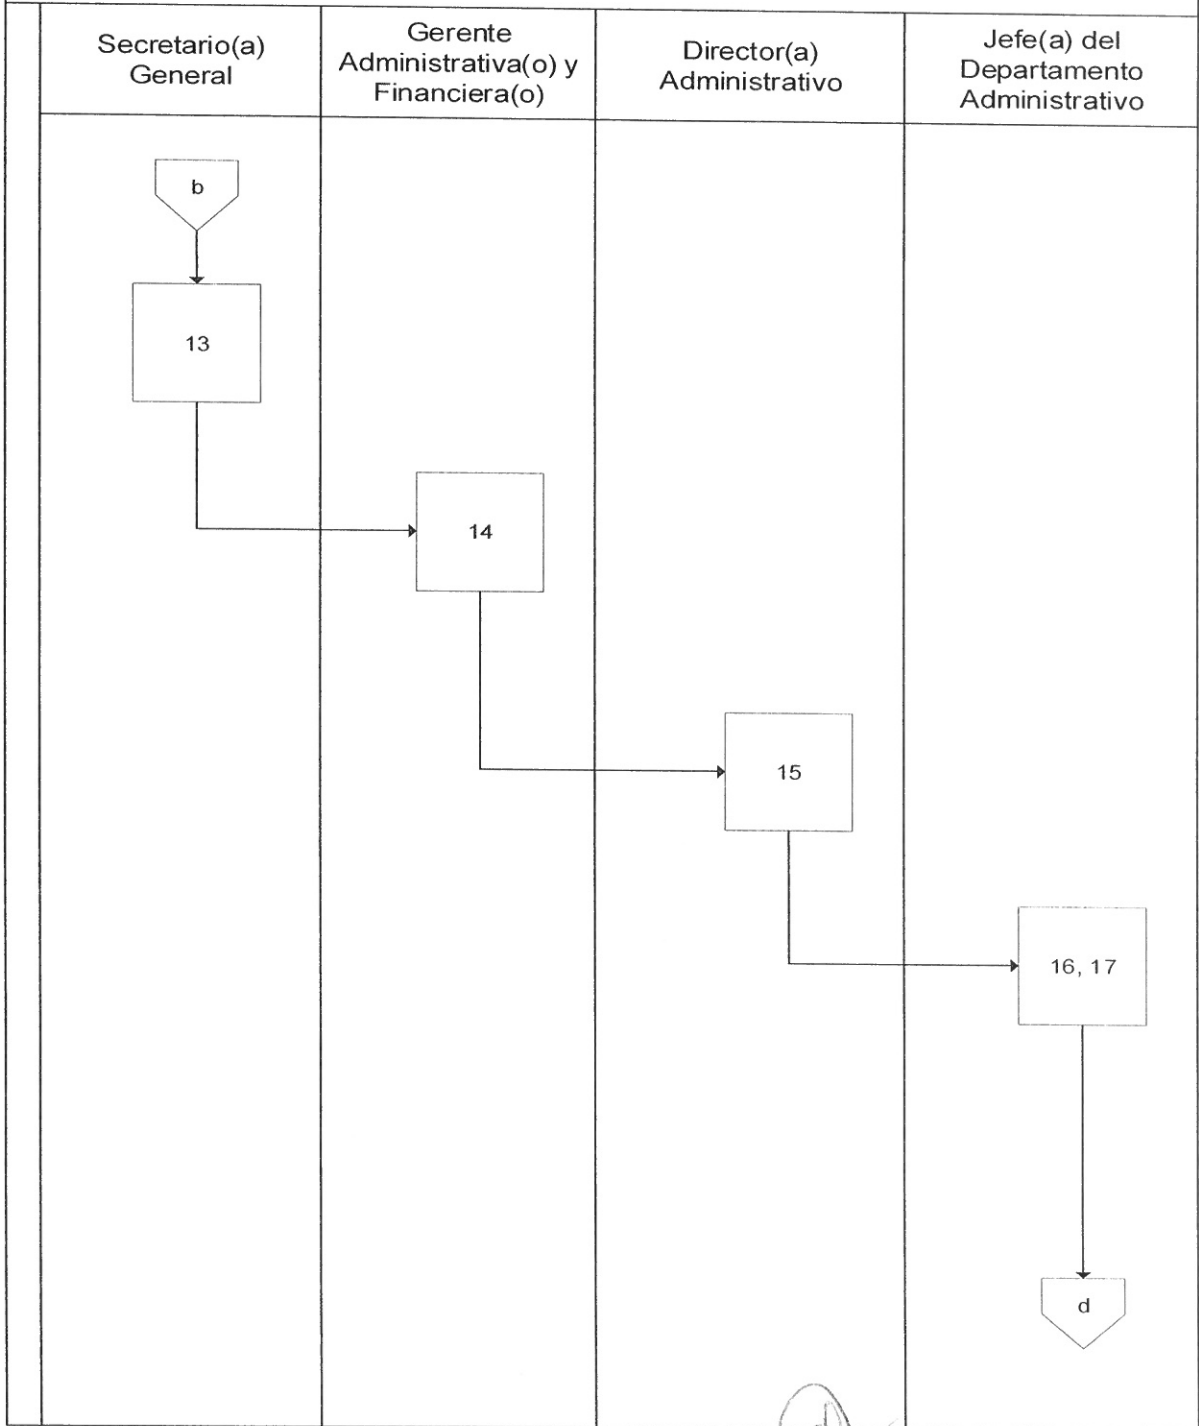 Secretario(a)
General
Gerente
Administrativa(o) y
Financiera(o)
Director(a)
Administrativo
Jefe(a) del
Departamento
Administrativo
b
13
14
15
16, 17
d